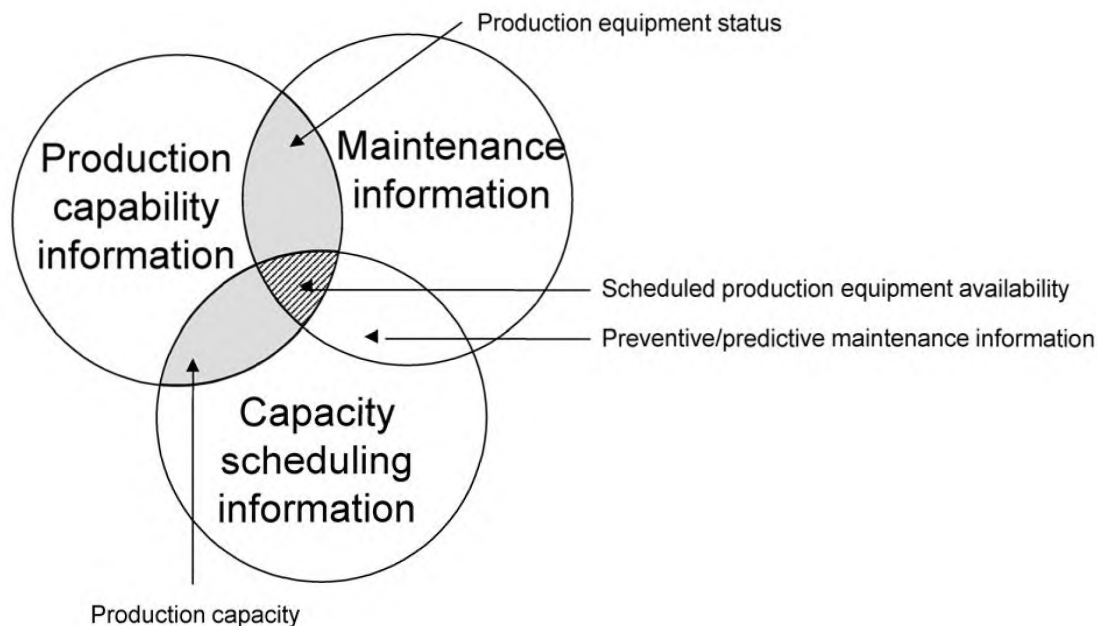 Production equipment status
Production
capability
information
Maintenance
information
Scheduled production equipment availability
Preventive/predictive maintenance information
Capacity
scheduling
information
Production capacity